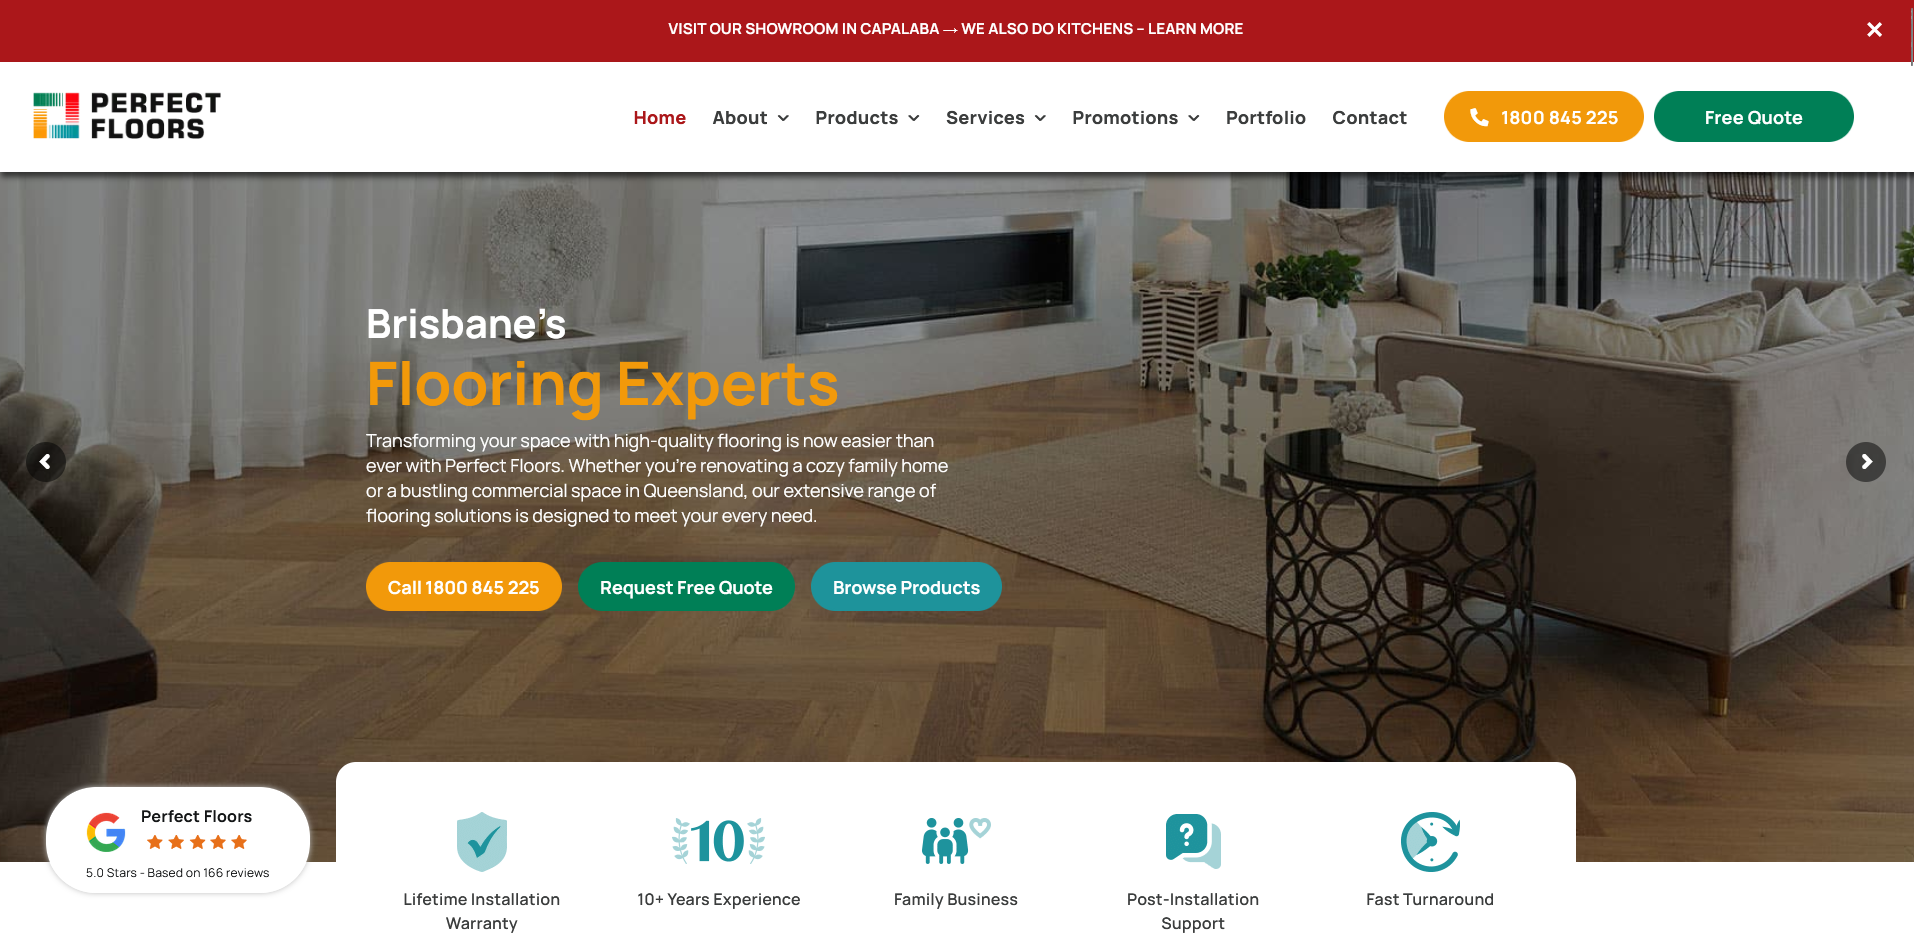 VISIT OUR SHOWROOM IN CAPALABA → WE ALSO DO KITCHENS – LEARN MORE
PERFECT
FLOORS
Home
About
Products
Services
Promotions
Portfolio
Contact
1800 845 225
Free Quote
Brisbane's
Flooring Experts
Transforming your space with high-quality flooring is now easier than
ever with Perfect Floors. Whether you're renovating a cozy family home
or a bustling commercial space in Queensland, our extensive range of
flooring solutions is designed to meet your every need.
Call 1800 845 225
Request Free Quote
Browse Products
Perfect Floors
5.0 Stars - Based on 166 reviews
Lifetime Installation
Warranty
10
10+ Years Experience
Family Business
?
Post-Installation
Support
Fast Turnaround